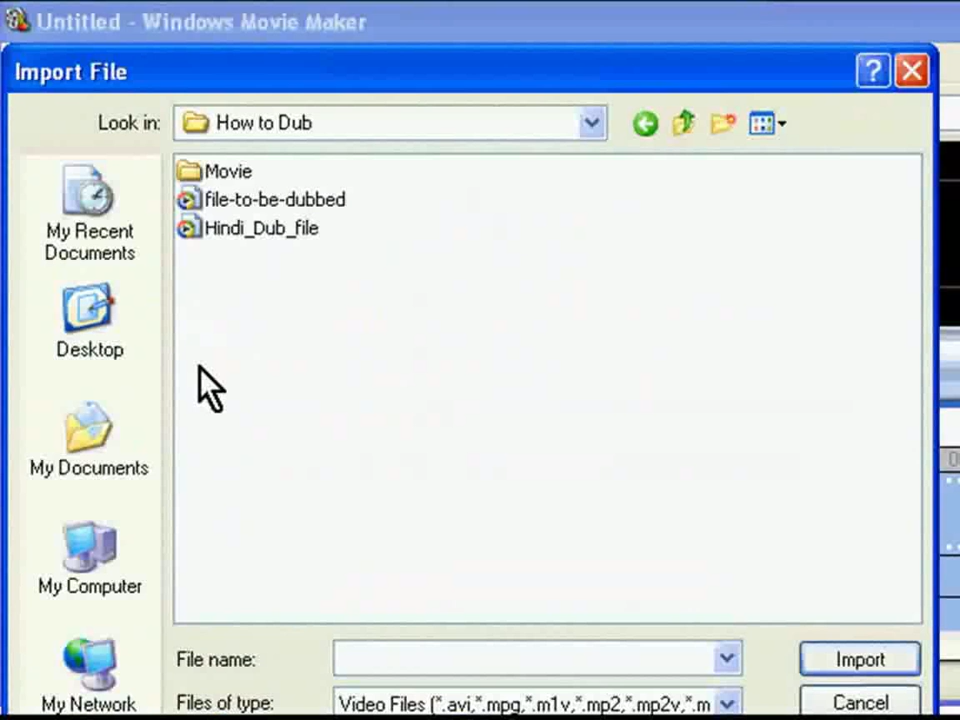 Untitled - Windows Movie Maker
Import File
Look in:
How to Dub
Movie
file-to-be-dubbed
Hindi_Dub_file
My Recent
Documents
Desktop
My Documents
My Computer
My Network
File name:
Import
Files of type:
Video Files (*.avi,*.mpg,*.m1v,*.mp2,*.mp2v,*.m
Cancel